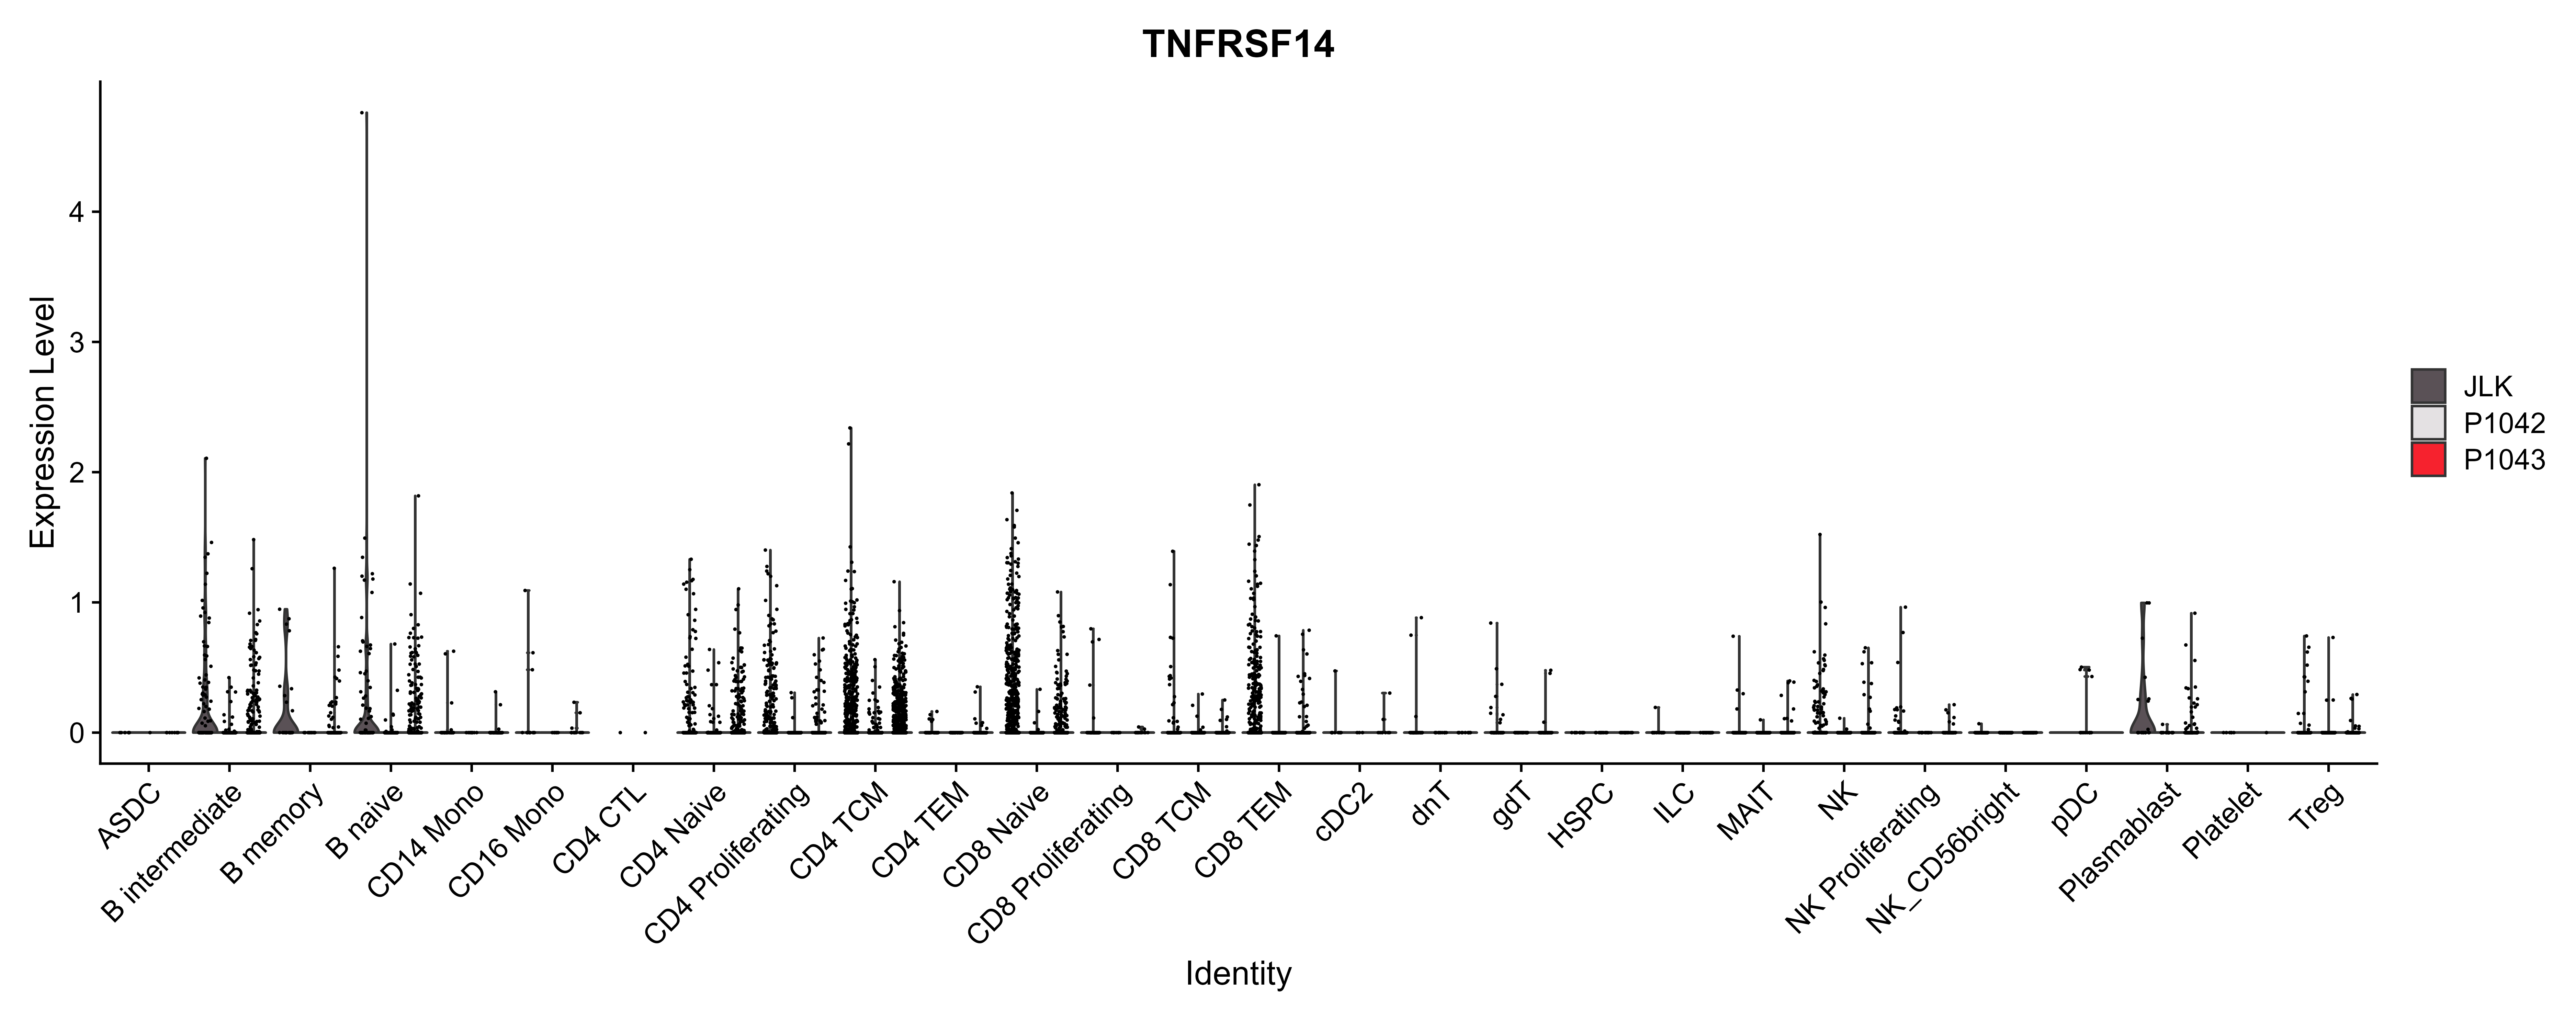 TNFRSF14
Expression Level
4
3
2
1
0
JLK
P1042
P1043
ASDC
B intermediate
B memory
B naive
CD14 Mono
CD16 Mono
CD4 CTL
CD4 Naive
CD4 Proliferating
CD4 TCM
CD4 TEM
CD8 Naive
CD8 Proliferating
CD8 TCM
CD8 TEM
cDC2
dnT
gdT
HSPC
ILC
MAIT
NK
NK Proliferating
NK_CD56bright
pDC
Plasmablast
Platelet
Treg
Identity